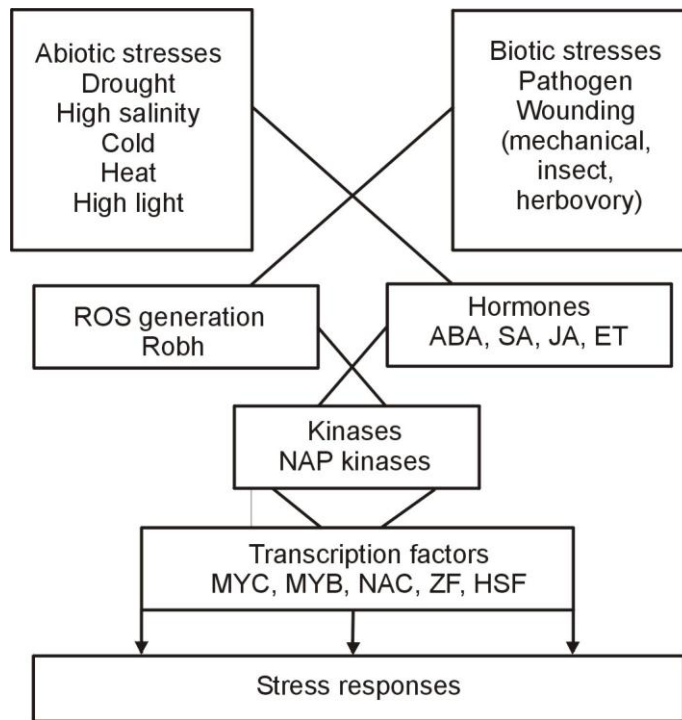 Abiotic stresses
Drought
High salinity
Cold
Heat
High light
Biotic stresses
Pathogen
Wounding
(mechanical,
insect,
herbovory)
ROS generation
Robh
Hormones
ABA, SA, JA, ET
Kinases
NAP kinases
Transcription factors
MYC, MYB, NAC, ZF, HSF
Stress responses